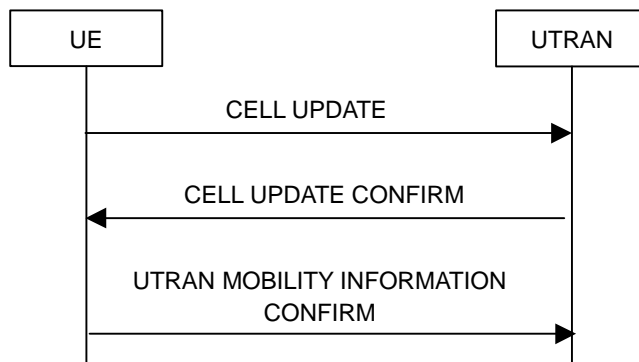 UE
UTRAN
CELL UPDATE
CELL UPDATE CONFIRM
UTRAN MOBILITY INFORMATION
CONFIRM